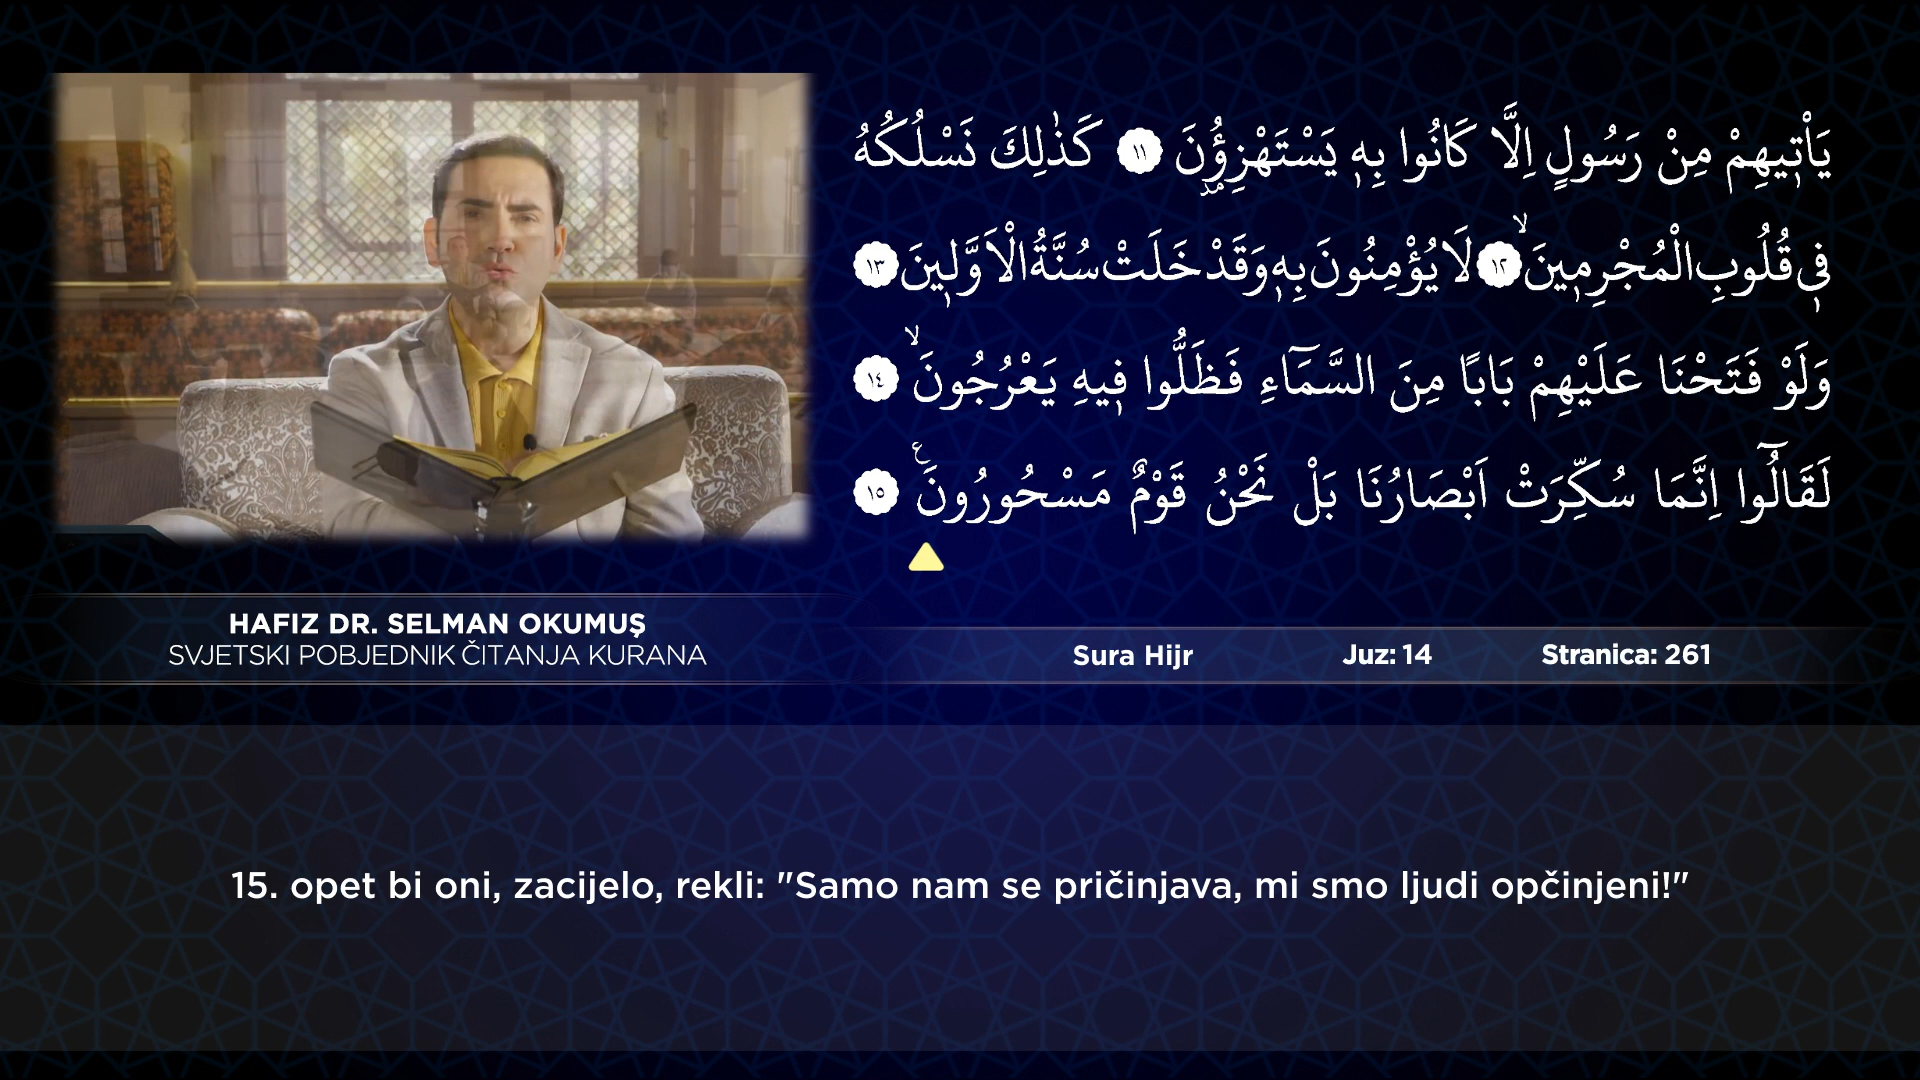 يَأْت۪يهِمْ مِنْ رَسُولٍ اِلَّا كَانُوا بِه۪ يَسْتَهْزِؤُ۫نَ ﴿١١﴾ كَذٰلِكَ نَسْلُكُهُ
ف۪ي قُلُوبِ الْمُجْرِم۪ينَۙ ﴿١٢﴾ لَا يُؤْمِنُونَ بِه۪ وَقَدْ خَلَتْ سُنَّةُ الْاَوَّل۪ينَ ﴿١٣﴾
وَلَوْ فَتَحْنَا عَلَيْهِمْ بَابًا مِنَ السَّمَٓاءِ فَظَلُّوا ف۪يهِ يَعْرُجُونَۙ ﴿١٤﴾
لَقَالُٓوا اِنَّمَا سُكِّرَتْ اَبْصَارُنَا بَلْ نَحْنُ قَوْمٌ مَسْحُورُونَ۟ ﴿١٥﴾
HAFIZ DR. SELMAN OKUMUŞ
SVJETSKI POBJEDNIK ČITANJA KURANA
Sura Hijr Juz: 14 Stranica: 261
15. opet bi oni, zacijelo, rekli: "Samo nam se pričinjava, mi smo ljudi opčinjeni!"